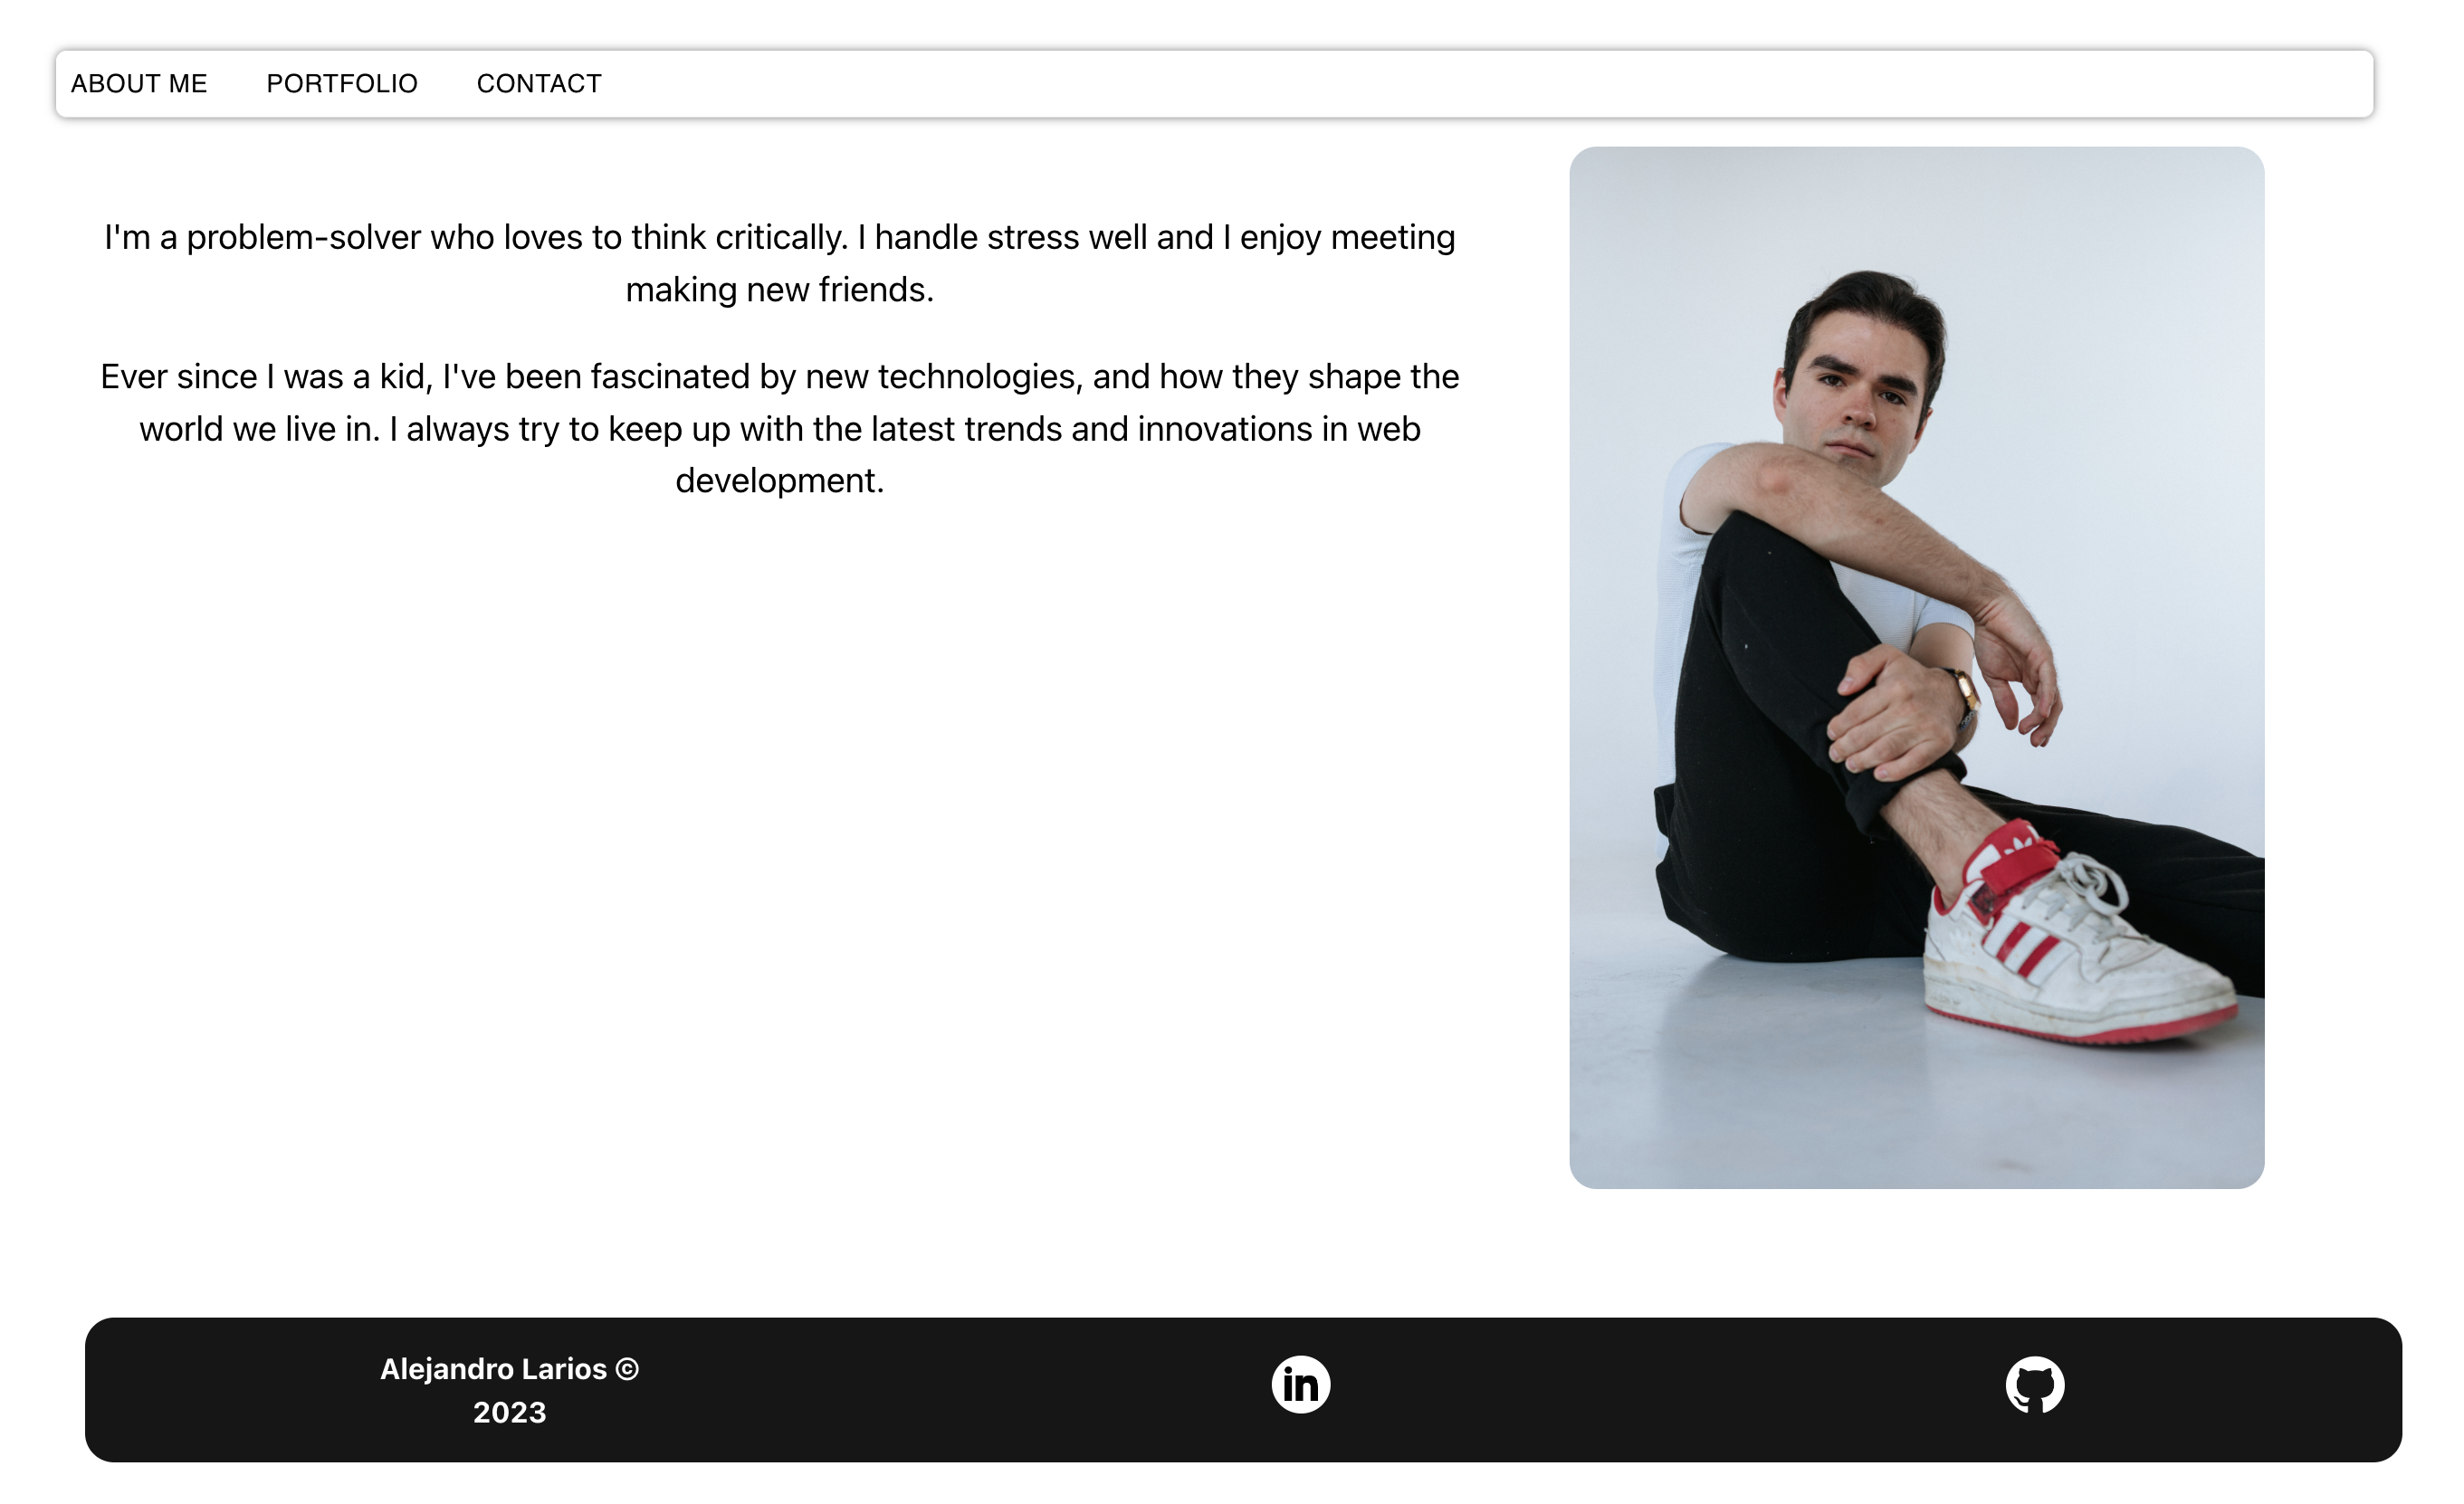 ABOUT ME PORTFOLIO CONTACT
I'm a problem-solver who loves to think critically. I handle stress well and I enjoy meeting
making new friends.
Ever since I was a kid, I've been fascinated by new technologies, and how they shape the
world we live in. I always try to keep up with the latest trends and innovations in web
development.
Alejandro Larios ©
2023
in